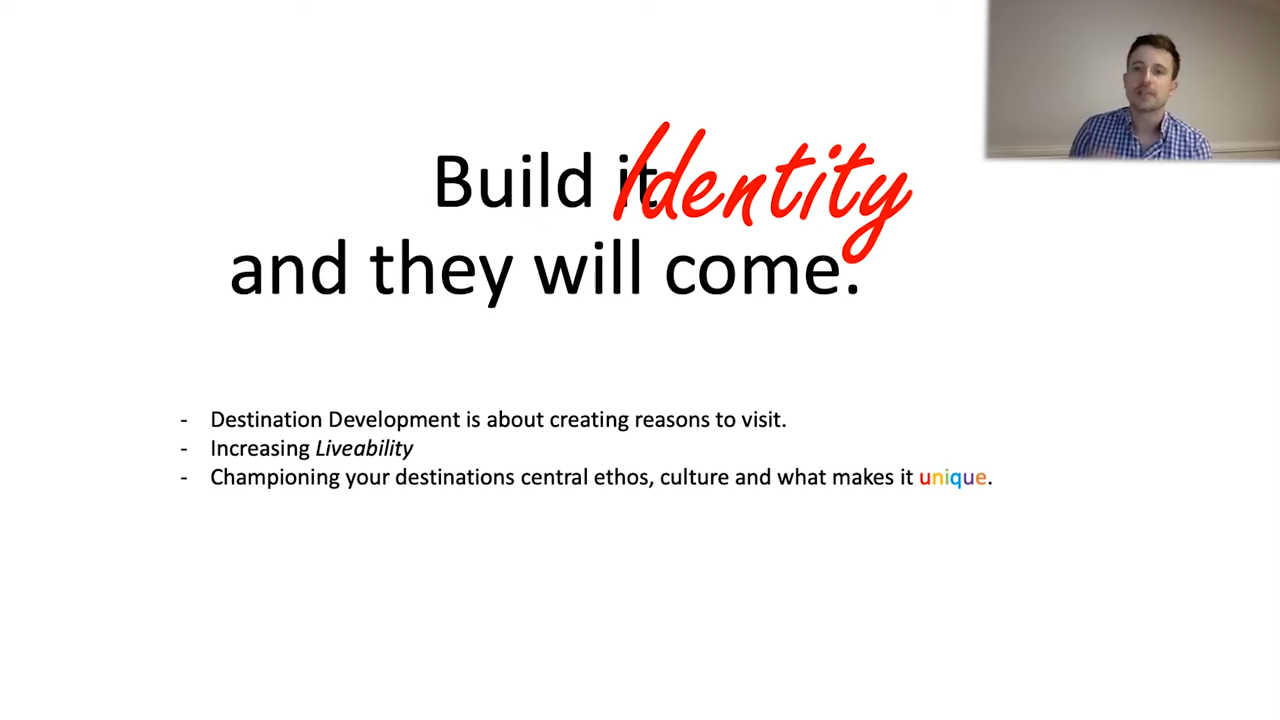 Build it Identity
and they will come.
- Destination Development is about creating reasons to visit.
- Increasing Liveability
- Championing your destinations central ethos, culture and what makes it unique.